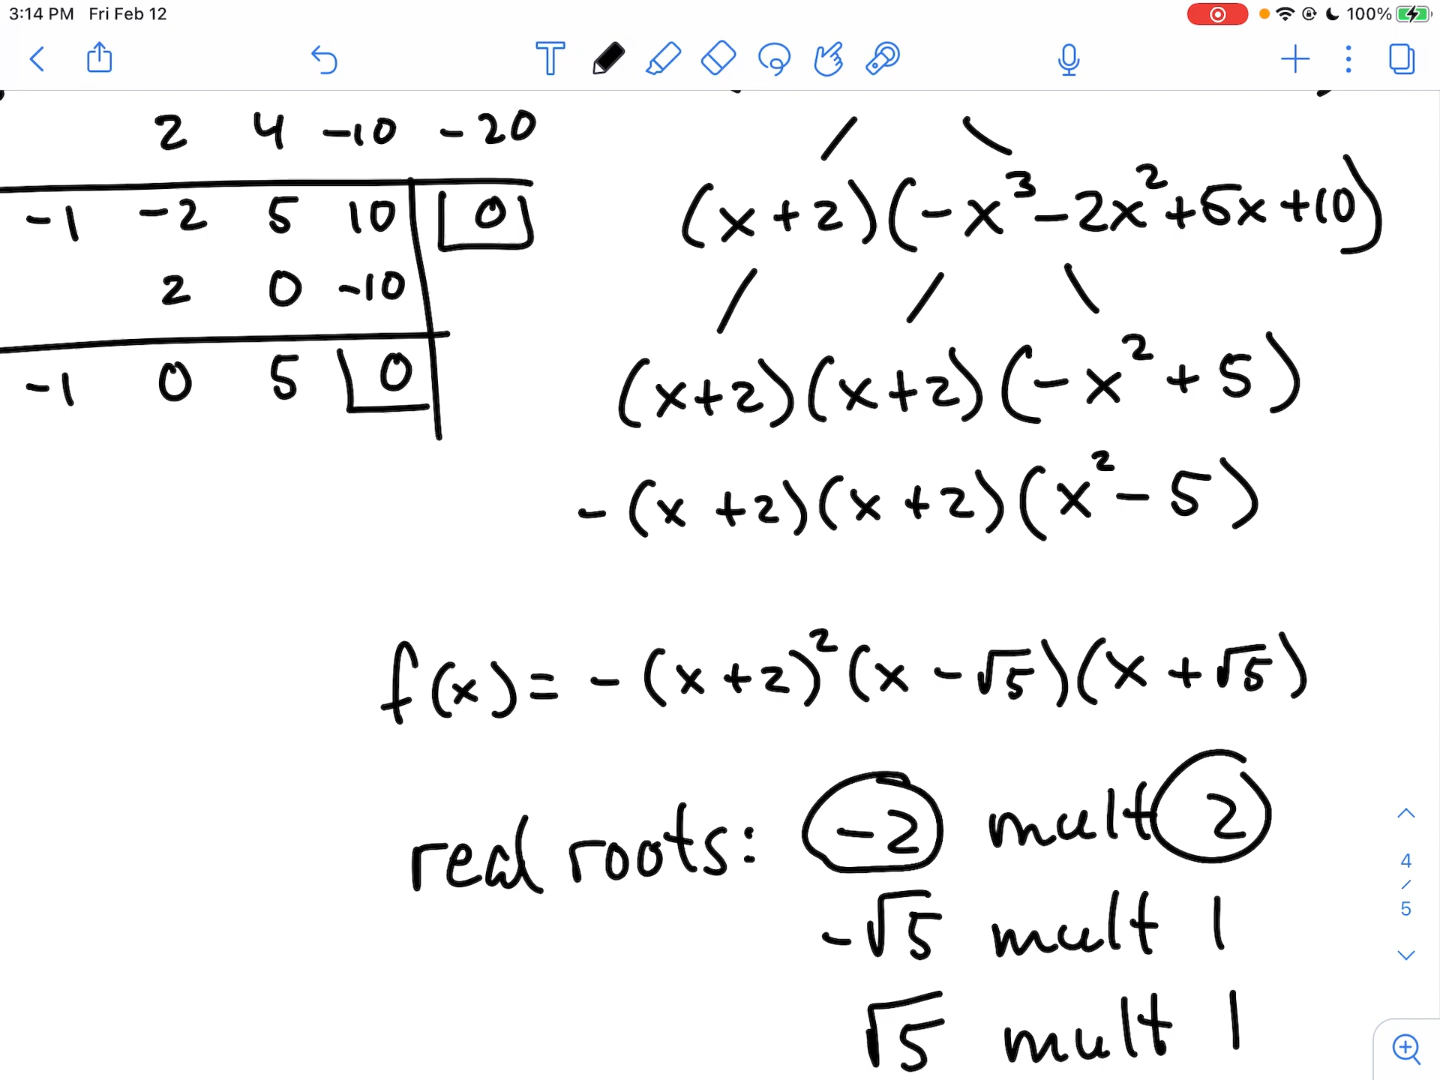 3:14 PM Fri Feb 12 100%
2 4 -10 -20
-1 -2 5 10 0
2 0 -10
-1 0 5 0
(x+2)(-x³-2x²+5x+10)
(x+2)(x+2)(-x²+5)
-(x+2)(x+2)(x²-5)
f(x)= -(x+2)²(x-√5)(x+√5)
real roots: -2 mult 2
-√5 mult 1
√5 mult 1
4
/
5